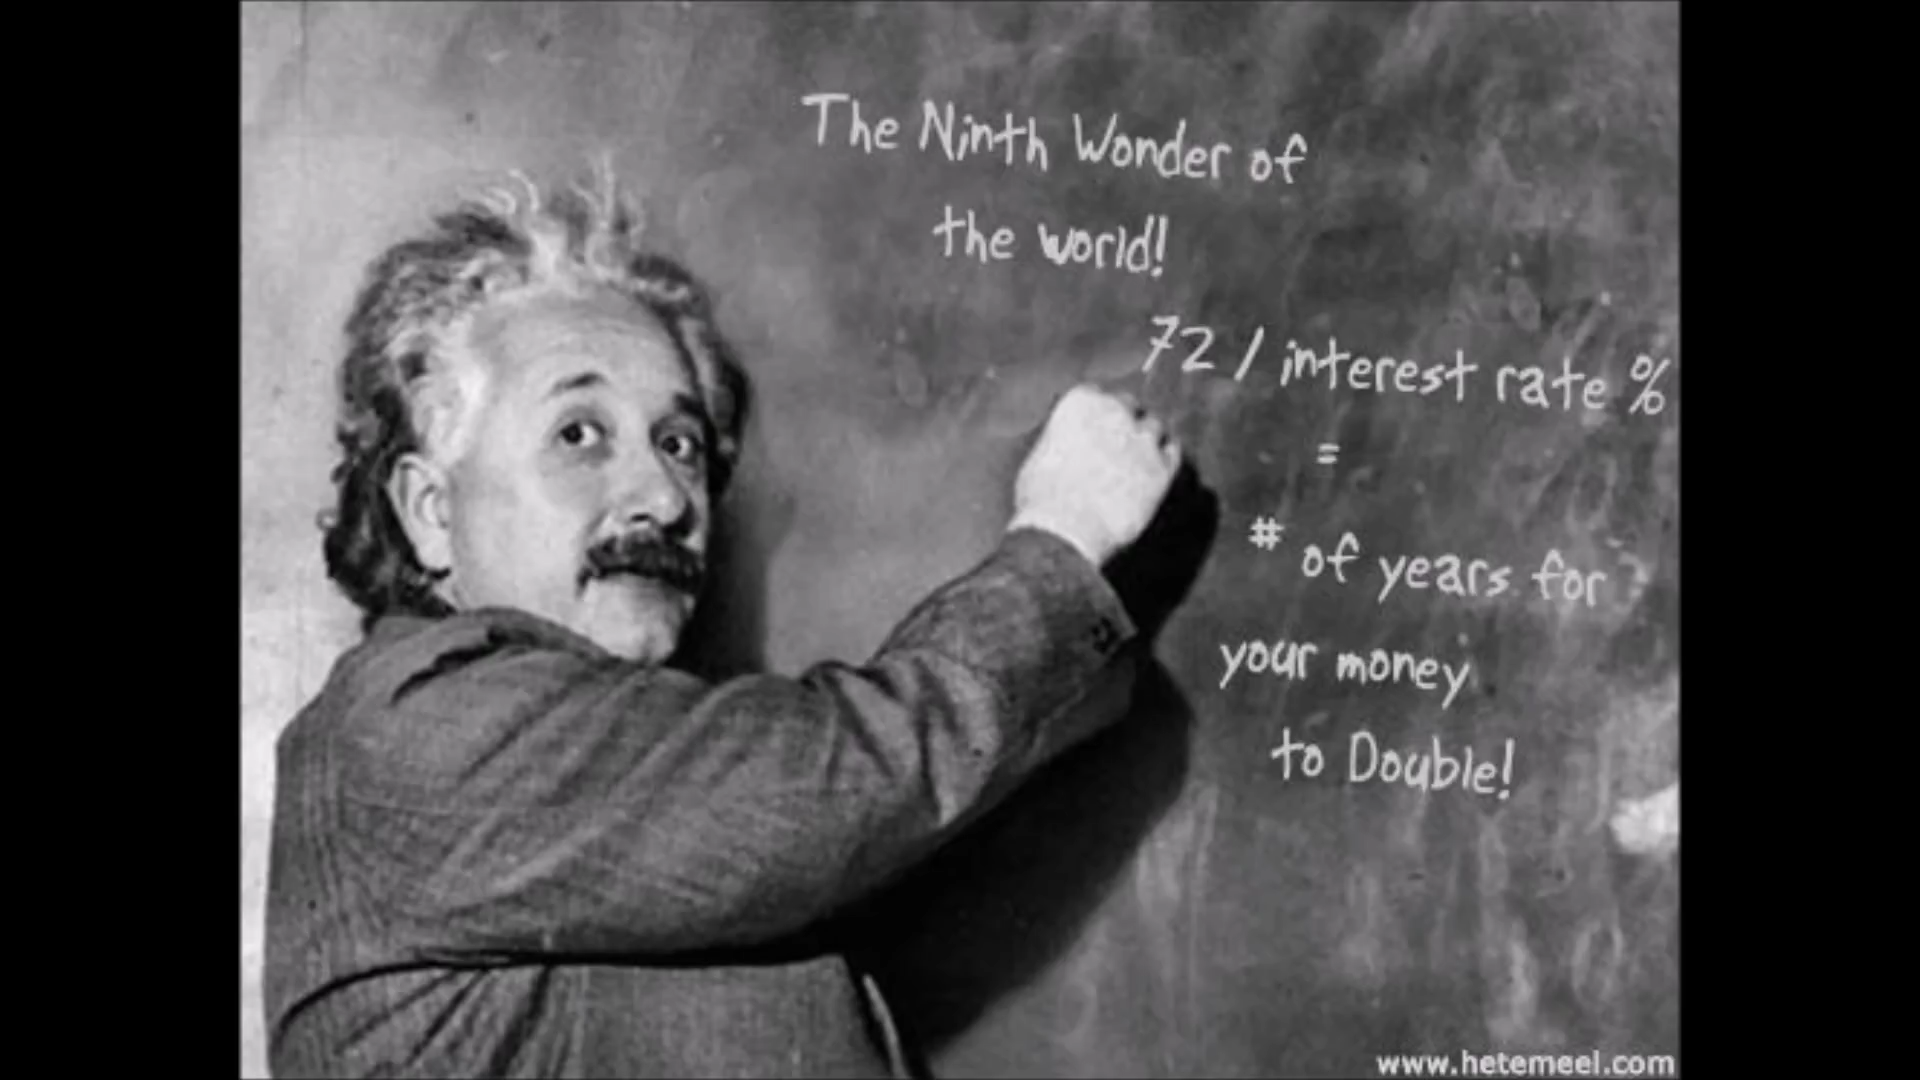 The Ninth Wonder of
the world!
72 / interest rate %
=
# of years for
your money
to Double!
www.hetemeel.com